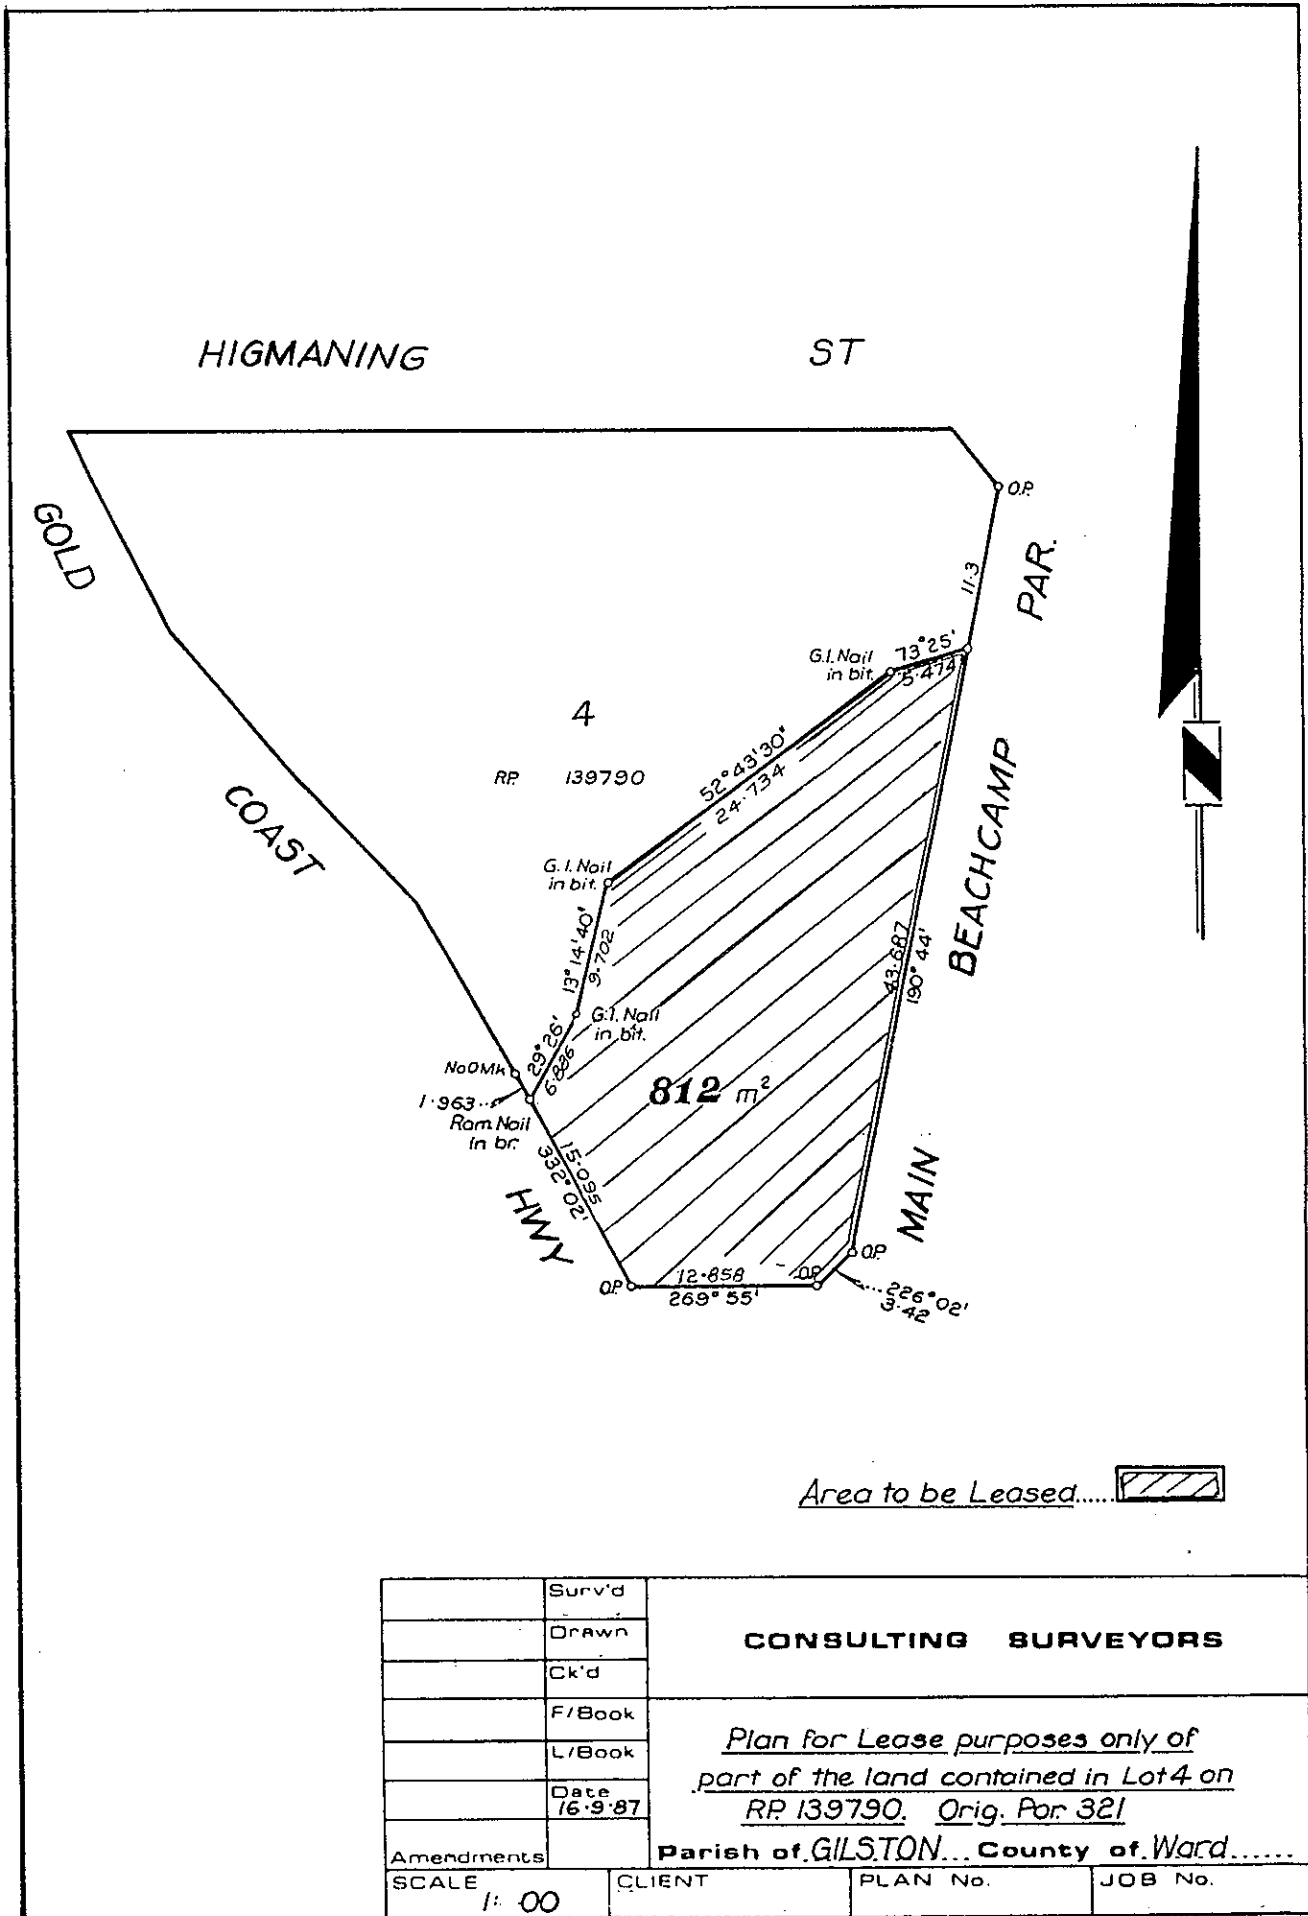 HIGMANING ST
GOLD
COAST
HWY
O.P.
11·3
PAR.
BEACHCAMP
MAIN
G.I. Nail
in bit.
73°25'
5·474
4
RP. 139790
52°43'30"
24·734
G.I. Nail
in bit.
13°14'40"
9·702
G.I. Nail
in bit.
43·687
190°44'
29°26'
6·886
No O Mk
1·963
Ram. Nail
in br.
812 m²
15·095
332°02'
O.P.
O.P.
12·858
269°55'
O.P.
226°02'
3·42
Area to be Leased.....
Surv'd
Drawn
Ck'd
F/Book
L/Book
Date
16·9·87
Amendments
CONSULTING SURVEYORS
Plan for Lease purposes only of
part of the land contained in Lot 4 on
RP. 139790. Orig. Por. 321
Parish of GILSTON... County of Ward......
SCALE
1: 00
CLIENT
PLAN No.
JOB No.